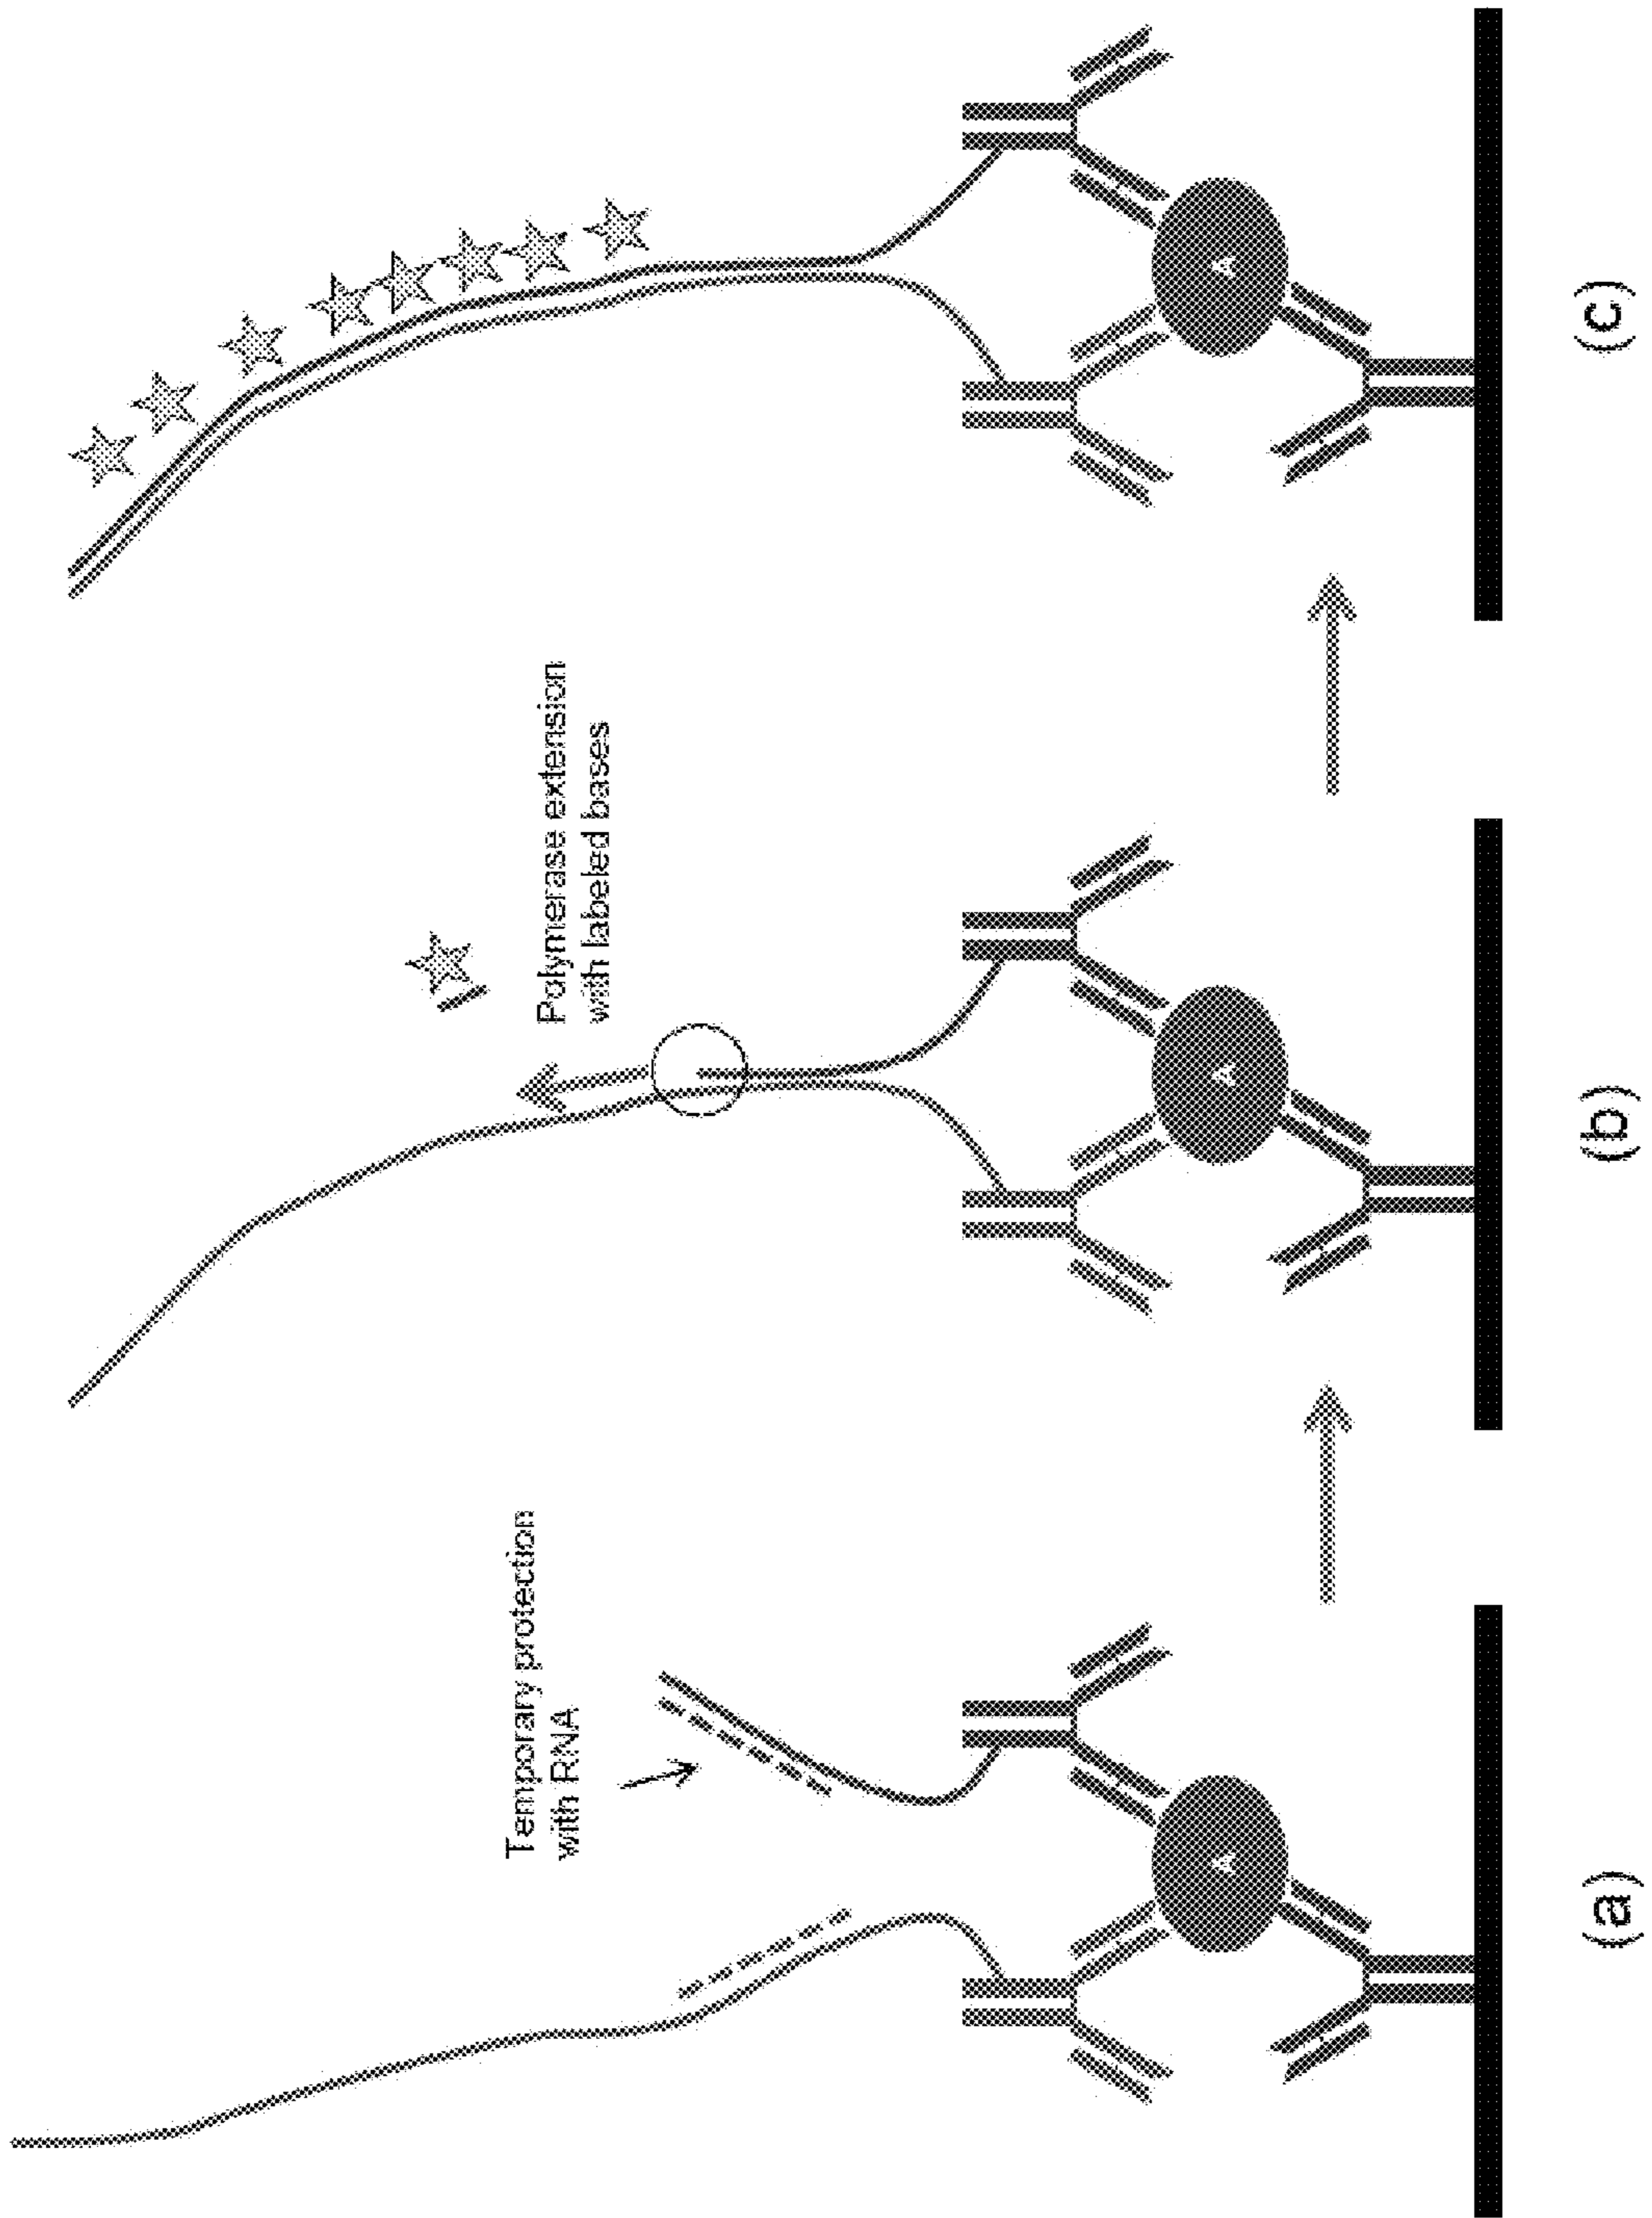 Temporary protection
with RNA
Polymerase extension
with labeled bases
A
A
A
(a)
(b)
(c)